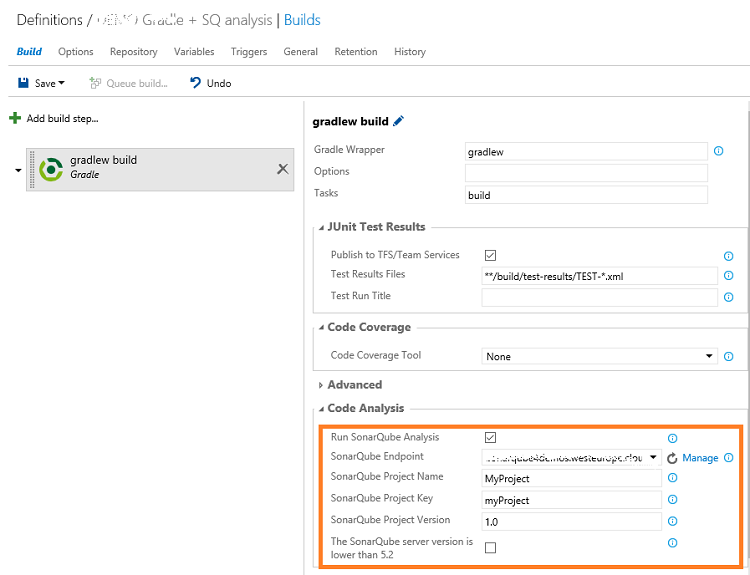 Definitions / Gradle + SQ analysis | Builds
Build Options Repository Variables Triggers General Retention History
Save Queue build... Undo
Add build step...
gradlew build
Gradle
gradlew build
Gradle Wrapper gradlew
Options
Tasks build
JUnit Test Results
Publish to TFS/Team Services
Test Results Files **/build/test-results/TEST-*.xml
Test Run Title
Code Coverage
Code Coverage Tool None
Advanced
Code Analysis
Run SonarQube Analysis
SonarQube Endpoint Manage
SonarQube Project Name MyProject
SonarQube Project Key myProject
SonarQube Project Version 1.0
The SonarQube server version is
lower than 5.2